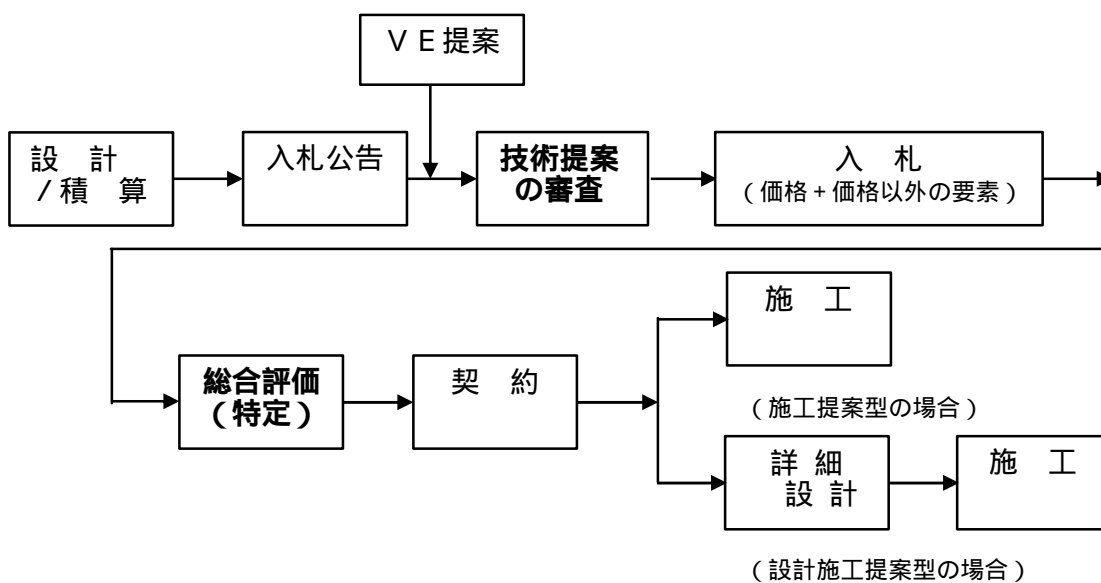 ＶＥ提案
設　計
/積　算
入札公告
技術提案
の審査
入　札
（価格＋価格以外の要素）
総合評価
（特定）
契　約
施　工
（施工提案型の場合）
詳 細
設 計
施　工
（設計施工提案型の場合）